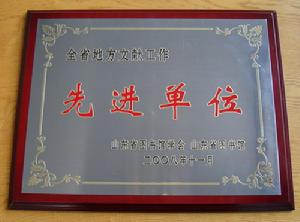 全省地方文献工作
先进单位
山东省图书馆学会 山东省图书馆
二〇〇八年十一月